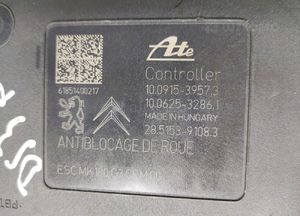 Ate
Controller
10.0915-3957.3
10.0625-3286.1
MADE IN HUNGARY
28.5153-9108.3
61851400217
ANTIBLOCAGE DE ROUE